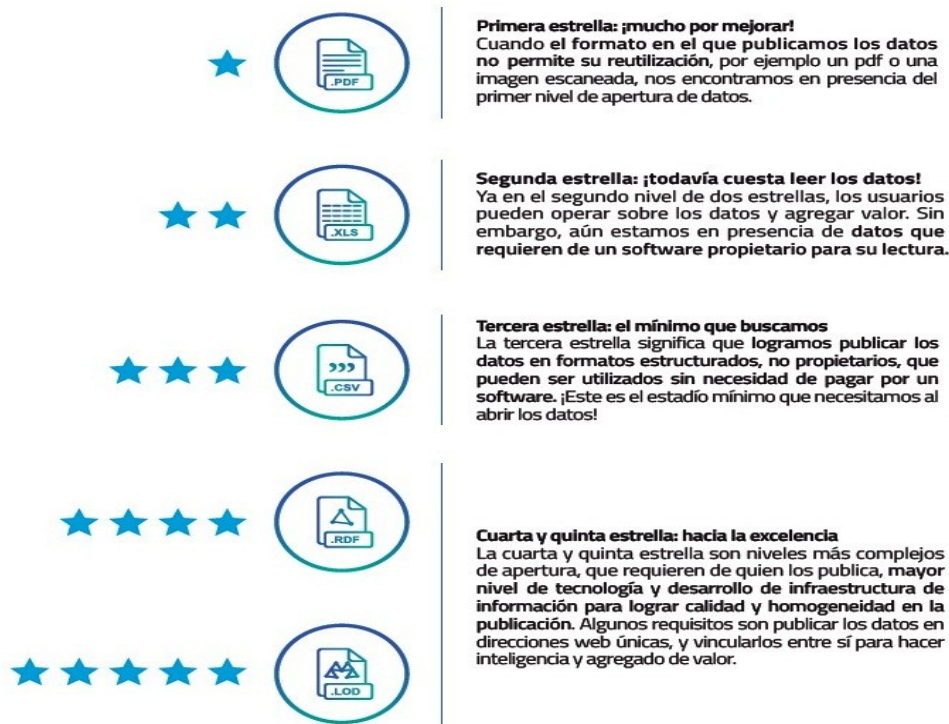 .PDF
Primera estrella: ¡mucho por mejorar!
Cuando el formato en el que publicamos los datos
no permite su reutilización, por ejemplo un pdf o una
imagen escaneada, nos encontramos en presencia del
primer nivel de apertura de datos.
.XLS
Segunda estrella: ¡todavía cuesta leer los datos!
Ya en el segundo nivel de dos estrellas, los usuarios
pueden operar sobre los datos y agregar valor. Sin
embargo, aún estamos en presencia de datos que
requieren de un software propietario para su lectura.
.CSV
Tercera estrella: el mínimo que buscamos
La tercera estrella significa que logramos publicar los
datos en formatos estructurados, no propietarios, que
pueden ser utilizados sin necesidad de pagar por un
software. ¡Este es el estadío mínimo que necesitamos al
abrir los datos!
.RDF
Cuarta y quinta estrella: hacia la excelencia
La cuarta y quinta estrella son niveles más complejos
de apertura, que requieren de quien los publica, mayor
nivel de tecnología y desarrollo de infraestructura de
información para lograr calidad y homogeneidad en la
publicación. Algunos requisitos son publicar los datos en
direcciones web únicas, y vincularlos entre sí para hacer
inteligencia y agregado de valor.
.LOD